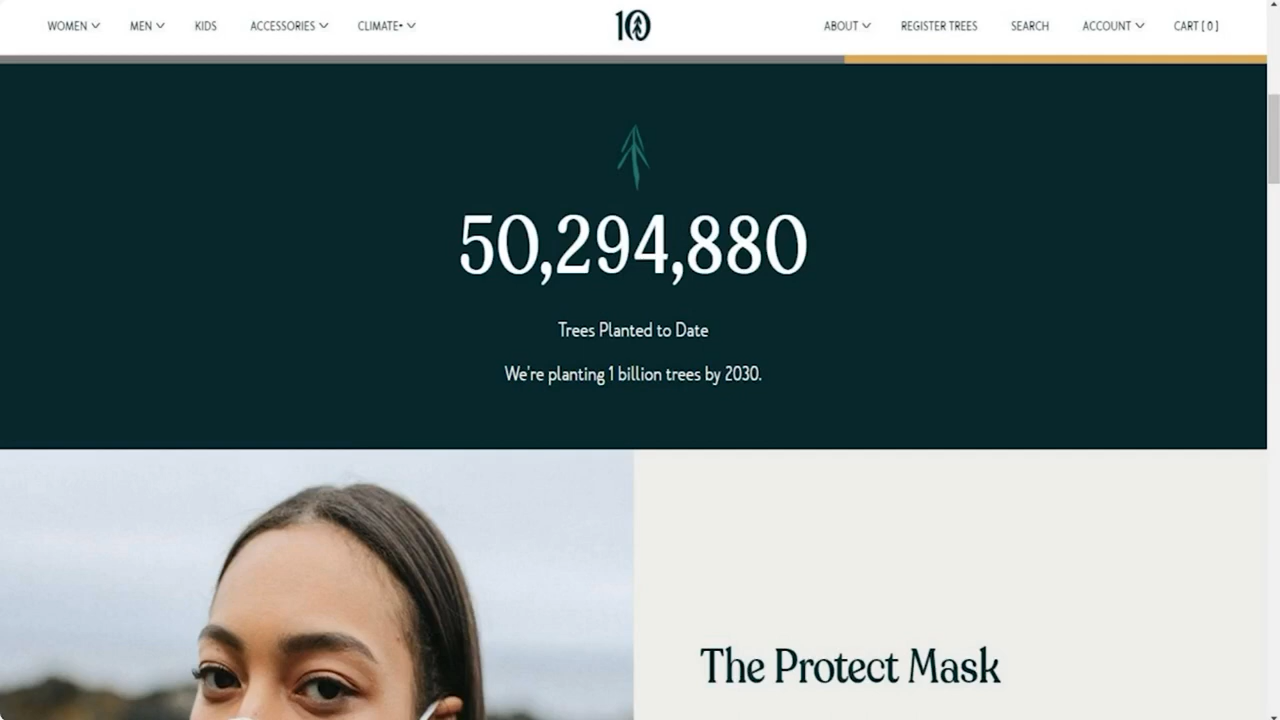 WOMEN MEN KIDS ACCESSORIES CLIMATE+ 10 ABOUT REGISTER TREES SEARCH ACCOUNT CART [ 0 ]
50,294,880
Trees Planted to Date
We're planting 1 billion trees by 2030.
The Protect Mask